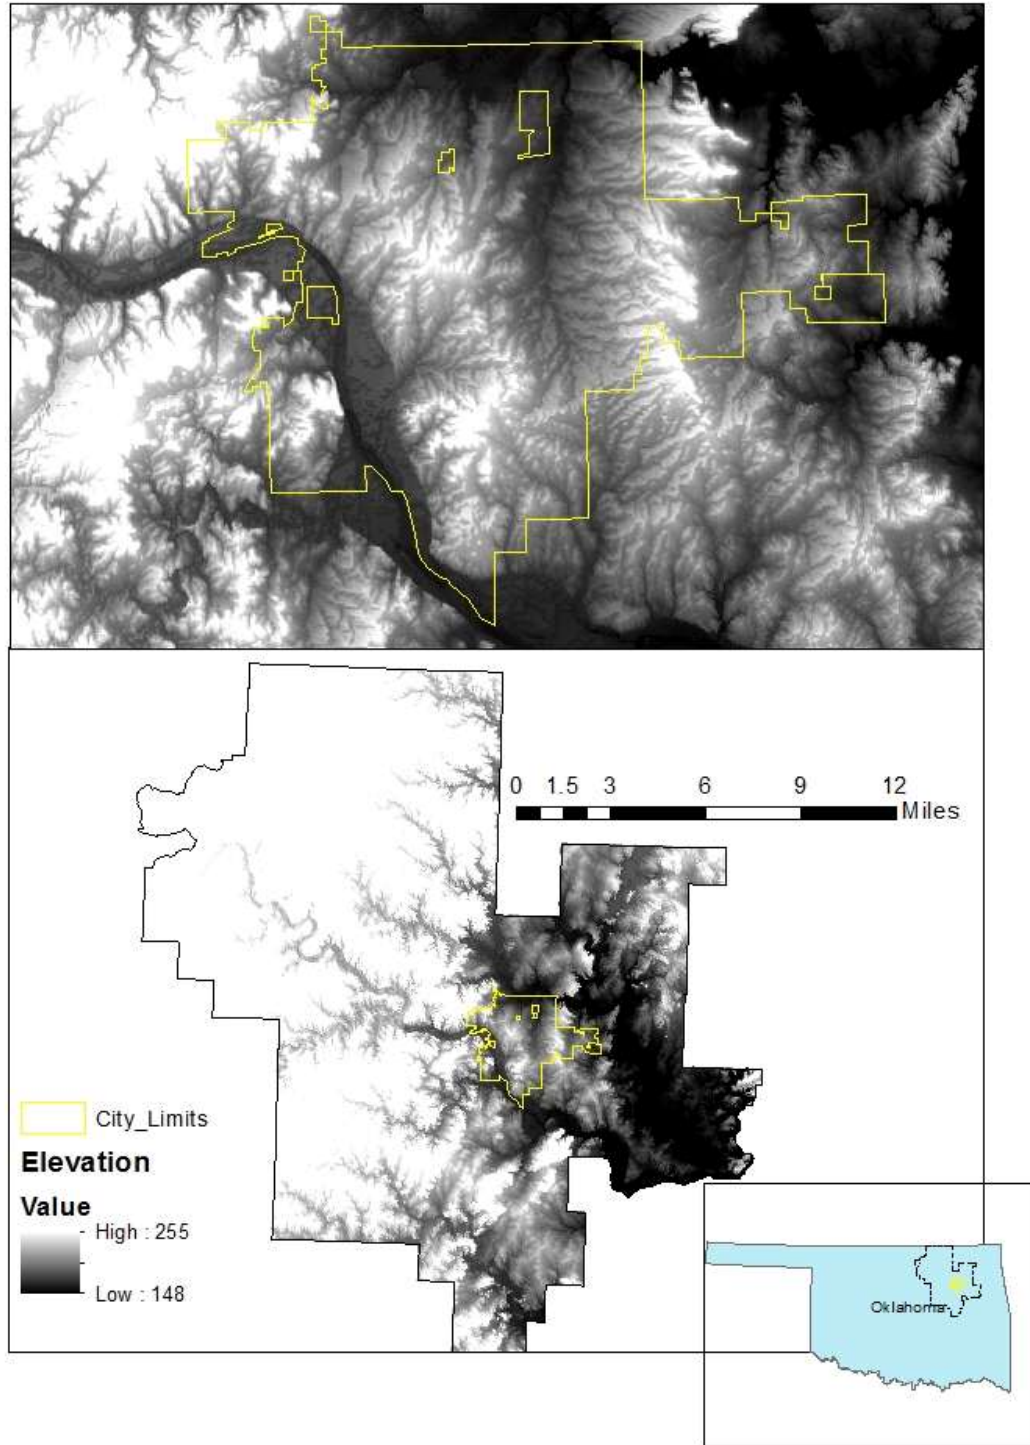 0 1.5 3 6 9 12
Miles
City_Limits
Elevation
Value
High : 255
Low : 148
Oklahoma